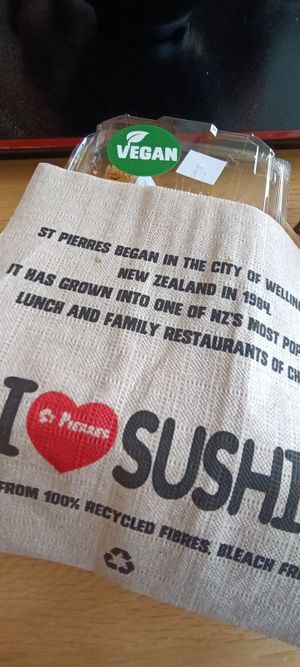 VEGAN
ST PIERRES BEGAN IN THE CITY OF WELLIN
NEW ZEALAND IN 1984.
IT HAS GROWN INTO ONE OF NZ'S MOST POP
LUNCH AND FAMILY RESTAURANTS OF CH
I ST PIERRES SUSHI
FROM 100% RECYCLED FIBRES, BLEACH FR